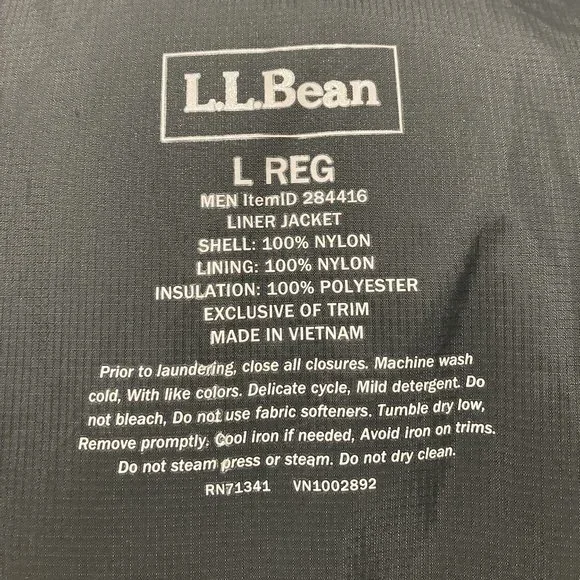 L.L.Bean
L REG
MEN ItemID 284416
LINER JACKET
SHELL: 100% NYLON
LINING: 100% NYLON
INSULATION: 100% POLYESTER
EXCLUSIVE OF TRIM
MADE IN VIETNAM
Prior to laundering, close all closures. Machine wash
cold, With like colors. Delicate cycle, Mild detergent. Do
not bleach, Do not use fabric softeners. Tumble dry low,
Remove promptly. Cool iron if needed, Avoid iron on trims.
Do not steam press or steam. Do not dry clean.
RN71341 VN1002892